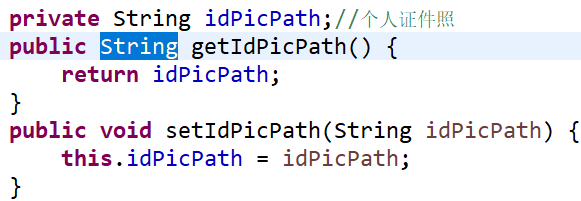 private String idPicPath;//个人证件照
public String getIdPicPath() {
    return idPicPath;
}
public void setIdPicPath(String idPicPath) {
    this.idPicPath = idPicPath;
}